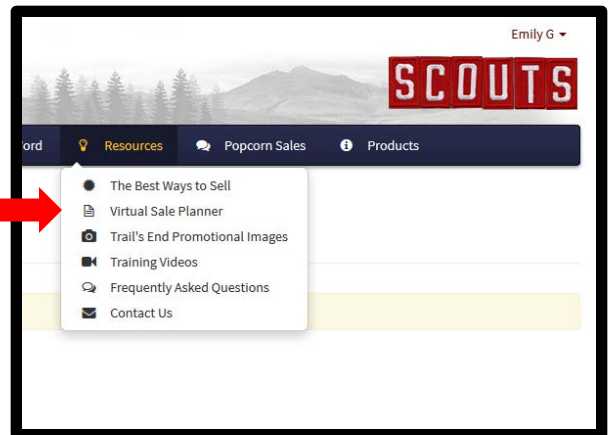 Emily G
SCOUTS
ord Resources Popcorn Sales Products
The Best Ways to Sell
Virtual Sale Planner
Trail's End Promotional Images
Training Videos
Frequently Asked Questions
Contact Us